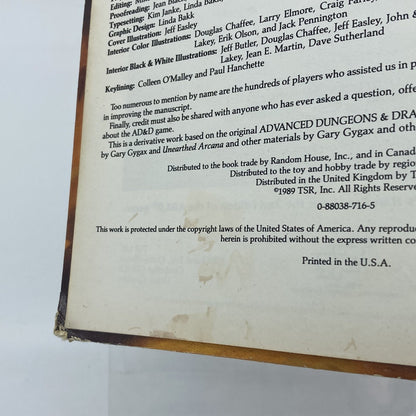 Editing:
Proofreading: Jean Black
Typesetting: Kim Janke, Linda Bakk
Graphic Design: Linda Bakk
Cover Illustration: Jeff Easley
Interior Color Illustrations: Douglas Chaffee, Larry Elmore, Craig
Lakey, Erik Olson, and Jack Pennington
Interior Black & White Illustrations: Jeff Butler, Douglas Chaffee, Jeff Easley, John &
Lakey, Jean E. Martin, Dave Sutherland
Keylining: Colleen O'Malley and Paul Hanchette
Too numerous to mention by name are the hundreds of players who assisted us in p
in improving the manuscript.
Finally, credit must also be shared with anyone who has ever asked a question, offe
about the AD&D game.
This is a derivative work based on the original ADVANCED DUNGEONS & DRA
by Gary Gygax and Unearthed Arcana and other materials by Gary Gygax and other
Distributed to the book trade by Random House, Inc., and in Canad
Distributed to the toy and hobby trade by regio
Distributed in the United Kingdom by T
©1989 TSR, Inc. All Rights Reserved
0-88038-716-5
This work is protected under the copyright laws of the United States of America. Any reproduc
herein is prohibited without the express written co
Printed in the U.S.A.